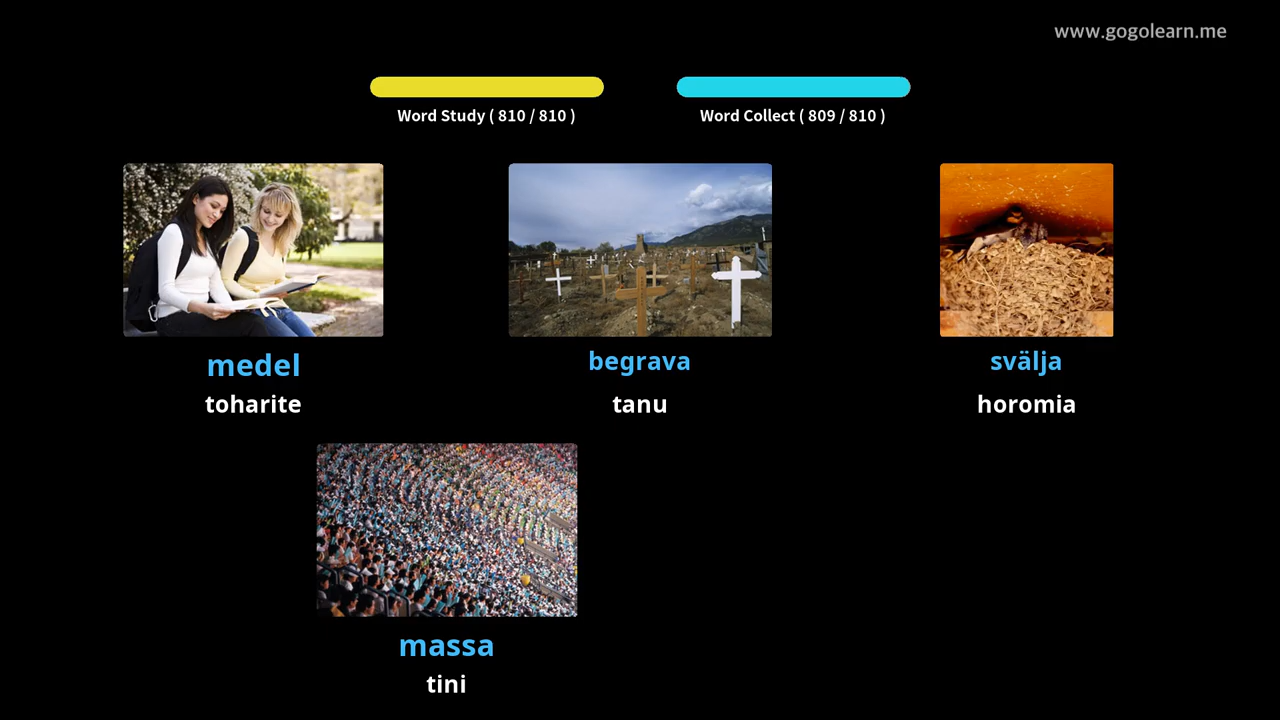 www.gogolearn.me
Word Study ( 810 / 810 )
Word Collect ( 809 / 810 )
medel
toharite
begrava
tanu
svälja
horomia
massa
tini